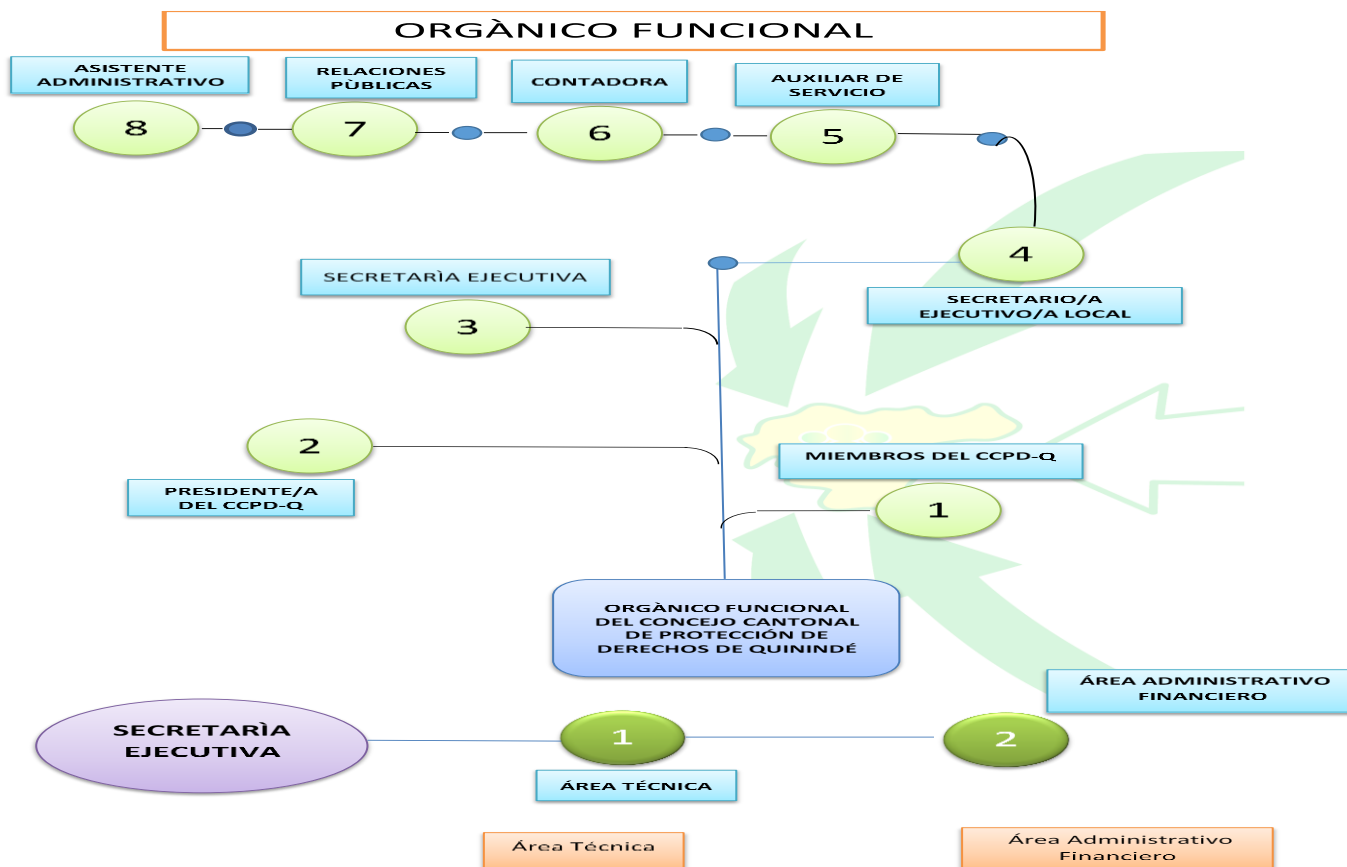 ORGÀNICO FUNCIONAL
ASISTENTE
ADMINISTRATIVO
RELACIONES
PÙBLICAS
CONTADORA
AUXILIAR DE
SERVICIO
8
7
6
5
4
SECRETARIO/A
EJECUTIVO/A LOCAL
SECRETARÌA EJECUTIVA
3
2
PRESIDENTE/A
DEL CCPD-Q
MIEMBROS DEL CCPD-Q
1
ORGÀNICO FUNCIONAL
DEL CONCEJO CANTONAL
DE PROTECCIÓN DE
DERECHOS DE QUININDÉ
ÁREA ADMINISTRATIVO
FINANCIERO
SECRETARÌA
EJECUTIVA
1
2
ÁREA TÉCNICA
Área Técnica
Área Administrativo
Financiero